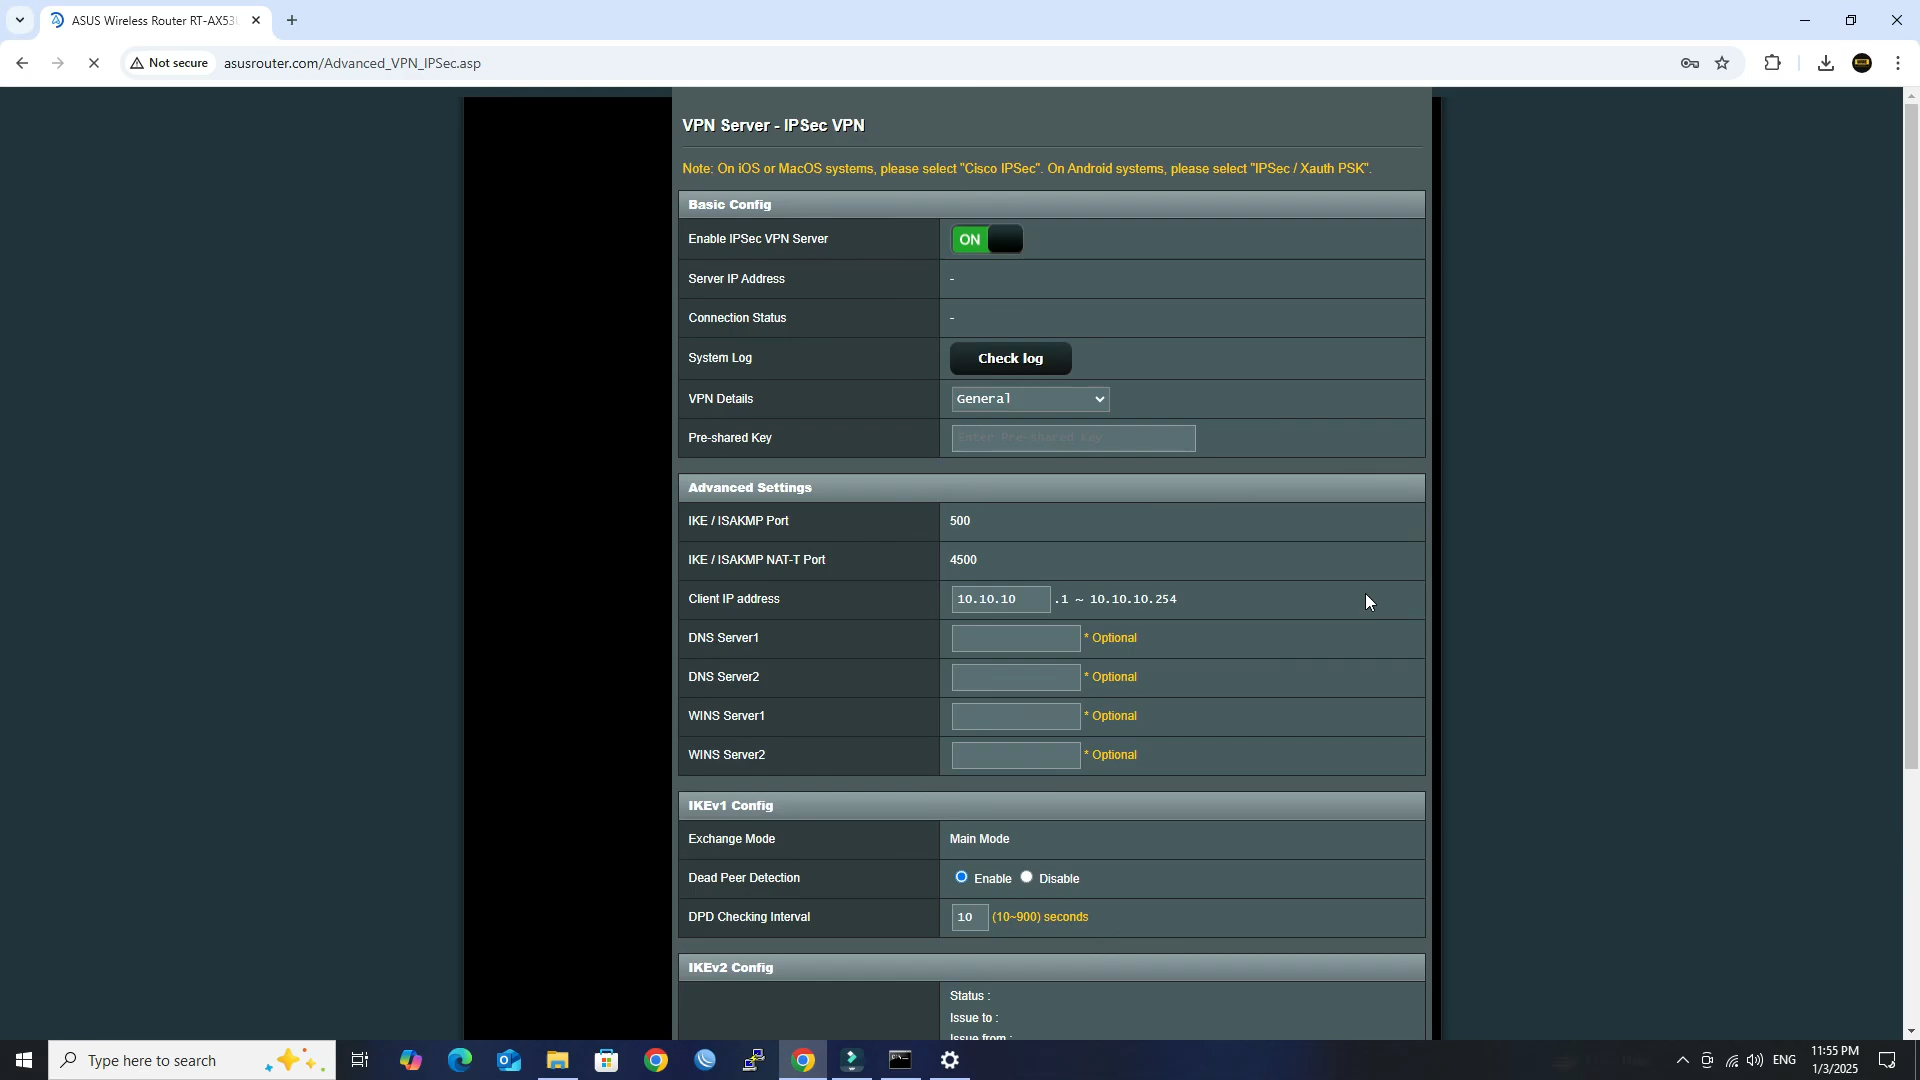 ASUS Wireless Router RT-AX53
Not secure
asusrouter.com/Advanced_VPN_IPSec.asp
VPN Server - IPSec VPN
Note: On iOS or MacOS systems, please select "Cisco IPSec". On Android systems, please select "IPSec / Xauth PSK".
Basic Config
Enable IPSec VPN Server ON
Server IP Address -
Connection Status -
System Log Check log
VPN Details General
Pre-shared Key Enter Pre-shared Key
Advanced Settings
IKE / ISAKMP Port 500
IKE / ISAKMP NAT-T Port 4500
Client IP address 10.10.10 .1 ~ 10.10.10.254
DNS Server1 * Optional
DNS Server2 * Optional
WINS Server1 * Optional
WINS Server2 * Optional
IKEv1 Config
Exchange Mode Main Mode
Dead Peer Detection Enable Disable
DPD Checking Interval 10 (10~900) seconds
IKEv2 Config
Status :
Issue to :
Issue from :
Type here to search
ENG
11:55 PM
1/3/2025